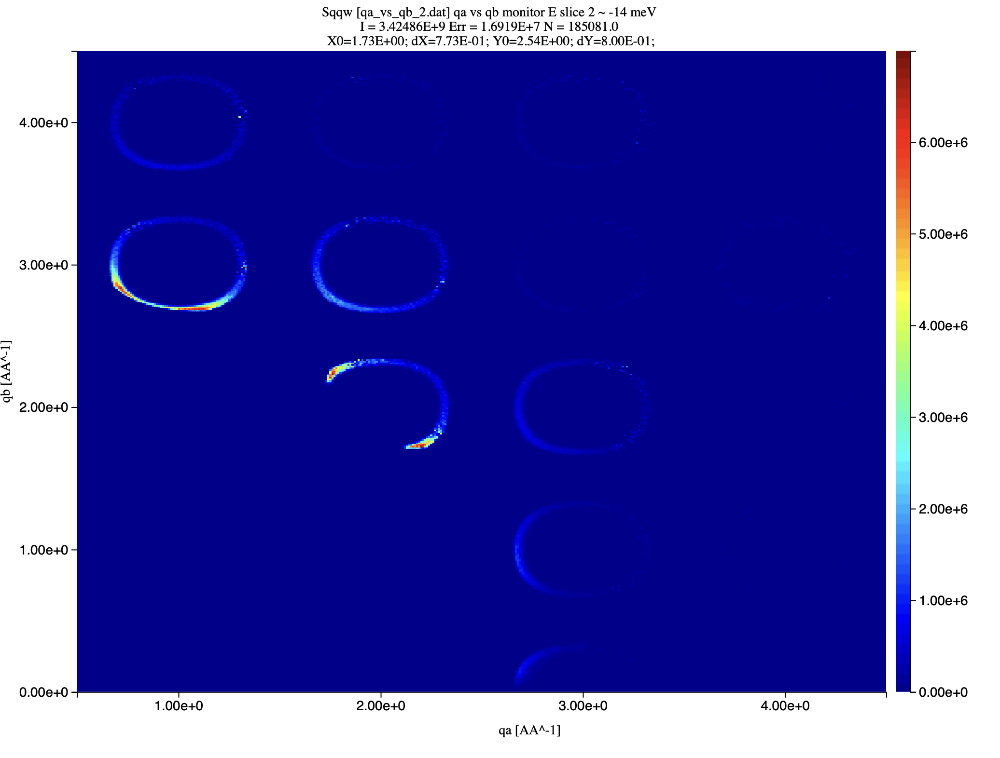 Sqqw [qa_vs_qb_2.dat] qa vs qb monitor E slice 2 ~ -14 meV
I = 3.42486E+9 Err = 1.6919E+7 N = 185081.0
X0=1.73E+00; dX=7.73E-01; Y0=2.54E+00; dY=8.00E-01;
4.00e+0
3.00e+0
2.00e+0
1.00e+0
0.00e+0
qb [AA^-1]
1.00e+0
2.00e+0
3.00e+0
4.00e+0
qa [AA^-1]
6.00e+6
5.00e+6
4.00e+6
3.00e+6
2.00e+6
1.00e+6
0.00e+0